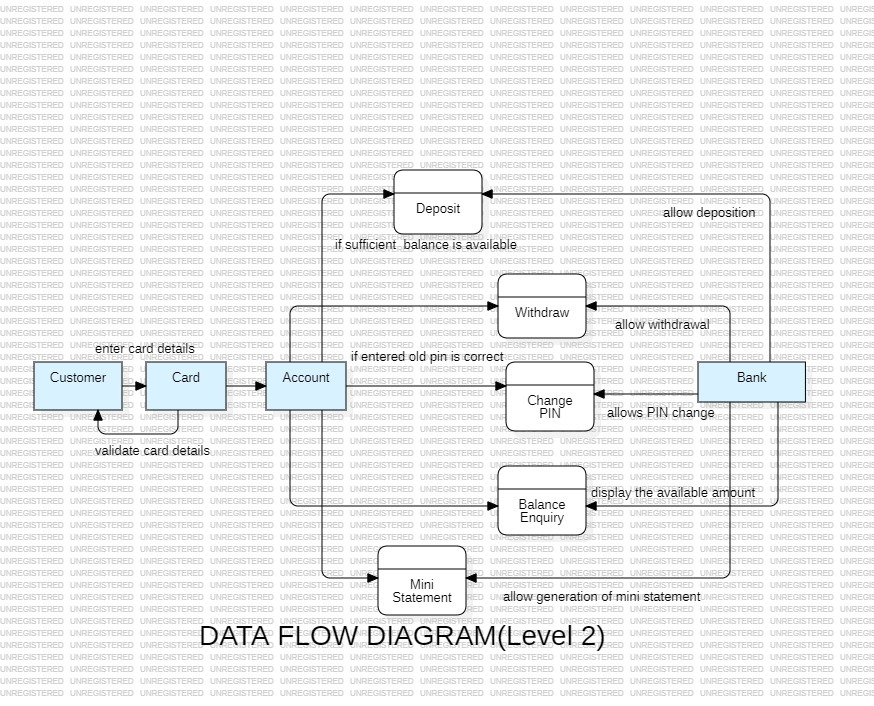 UNREGISTERED
Deposit
allow deposition
if sufficient  balance is available
Withdraw
allow withdrawal
enter card details
if entered old pin is correct
Customer
Card
Account
Bank
Change
PIN
allows PIN change
validate card details
display the available amount
Balance
Enquiry
Mini
Statement
allow generation of mini statement
DATA FLOW DIAGRAM(Level 2)